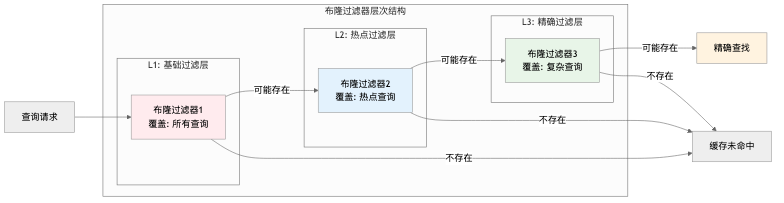 布隆过滤器层次结构
L3: 精确过滤层
L2: 热点过滤层
L1: 基础过滤层
查询请求
布隆过滤器1
覆盖: 所有查询
可能存在
布隆过滤器2
覆盖: 热点查询
可能存在
布隆过滤器3
覆盖: 复杂查询
可能存在
精确查找
不存在
不存在
不存在
缓存未命中